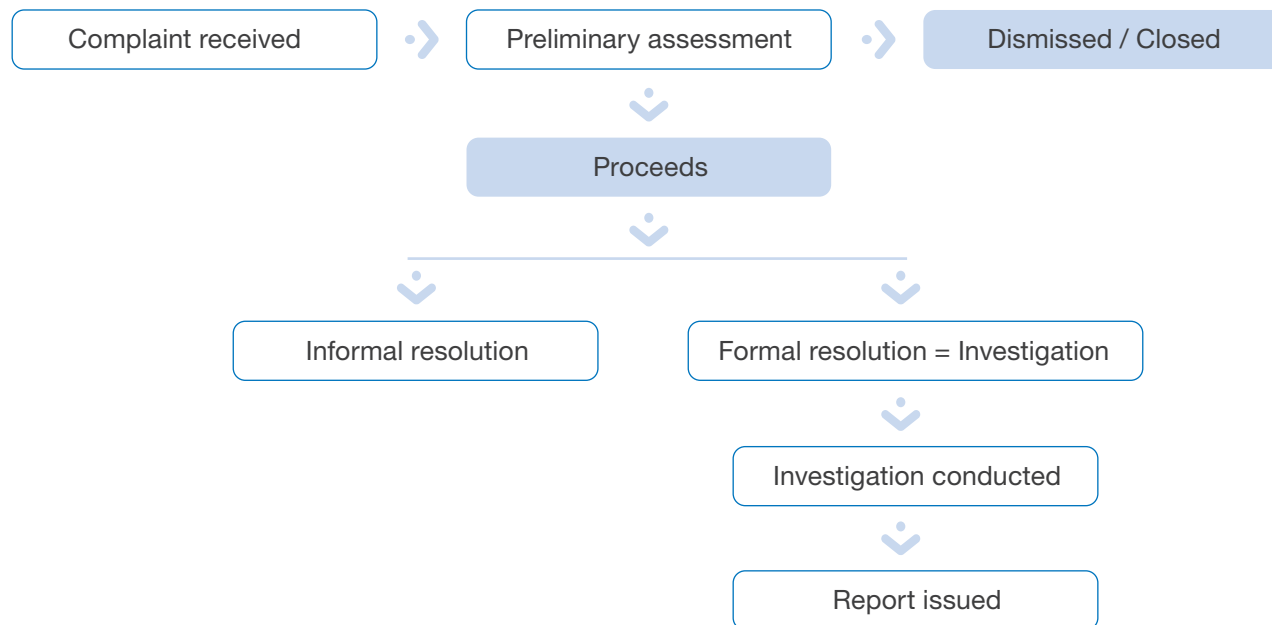 Complaint received
Preliminary assessment
Dismissed / Closed
Proceeds
Informal resolution
Formal resolution = Investigation
Investigation conducted
Report issued